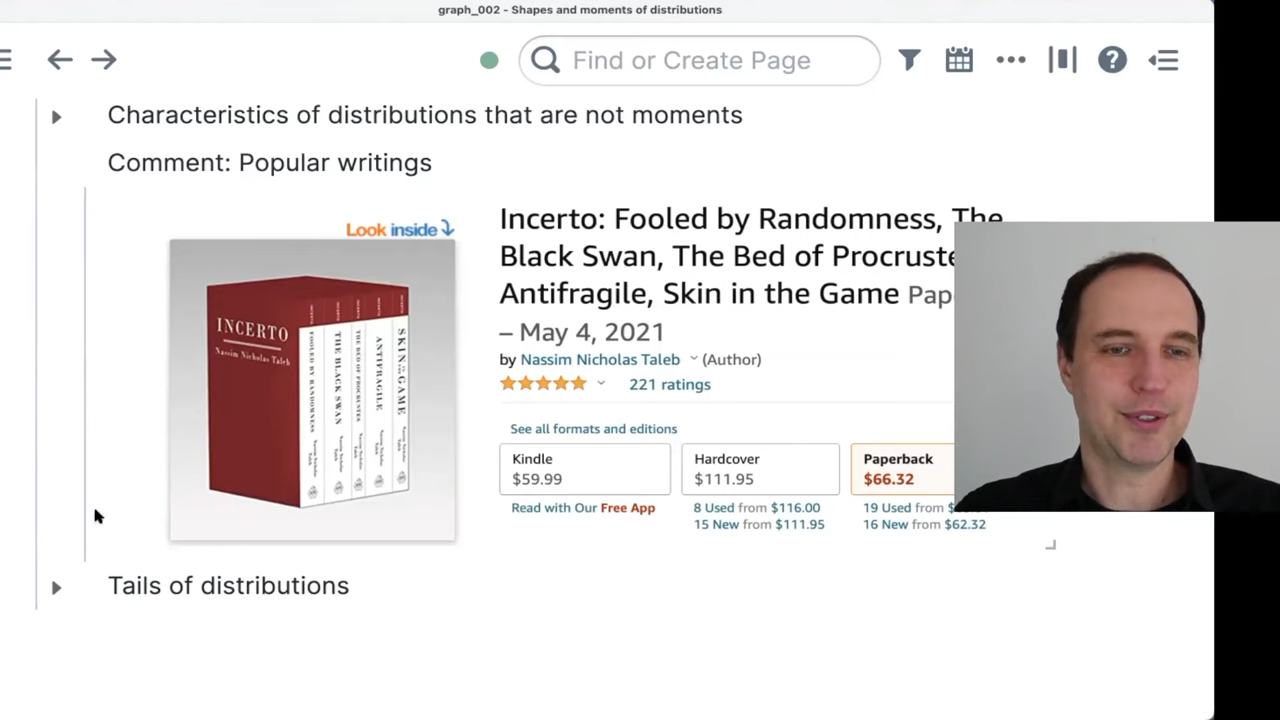 graph_002 - Shapes and moments of distributions
Find or Create Page
Characteristics of distributions that are not moments
Comment: Popular writings
Look inside
Incerto: Fooled by Randomness, The
Black Swan, The Bed of Procruste
Antifragile, Skin in the Game Pap
– May 4, 2021
by Nassim Nicholas Taleb (Author)
221 ratings
See all formats and editions
Kindle
$59.99
Hardcover
$111.95
Paperback
$66.32
Read with Our Free App
8 Used from $116.00
15 New from $111.95
19 Used from
16 New from $62.32
INCERTO
Nassim Nicholas Taleb
FOOLED BY RANDOMNESS
THE BLACK SWAN
THE BED OF PROCRUSTES
ANTIFRAGILE
SKIN IN THE GAME
Tails of distributions